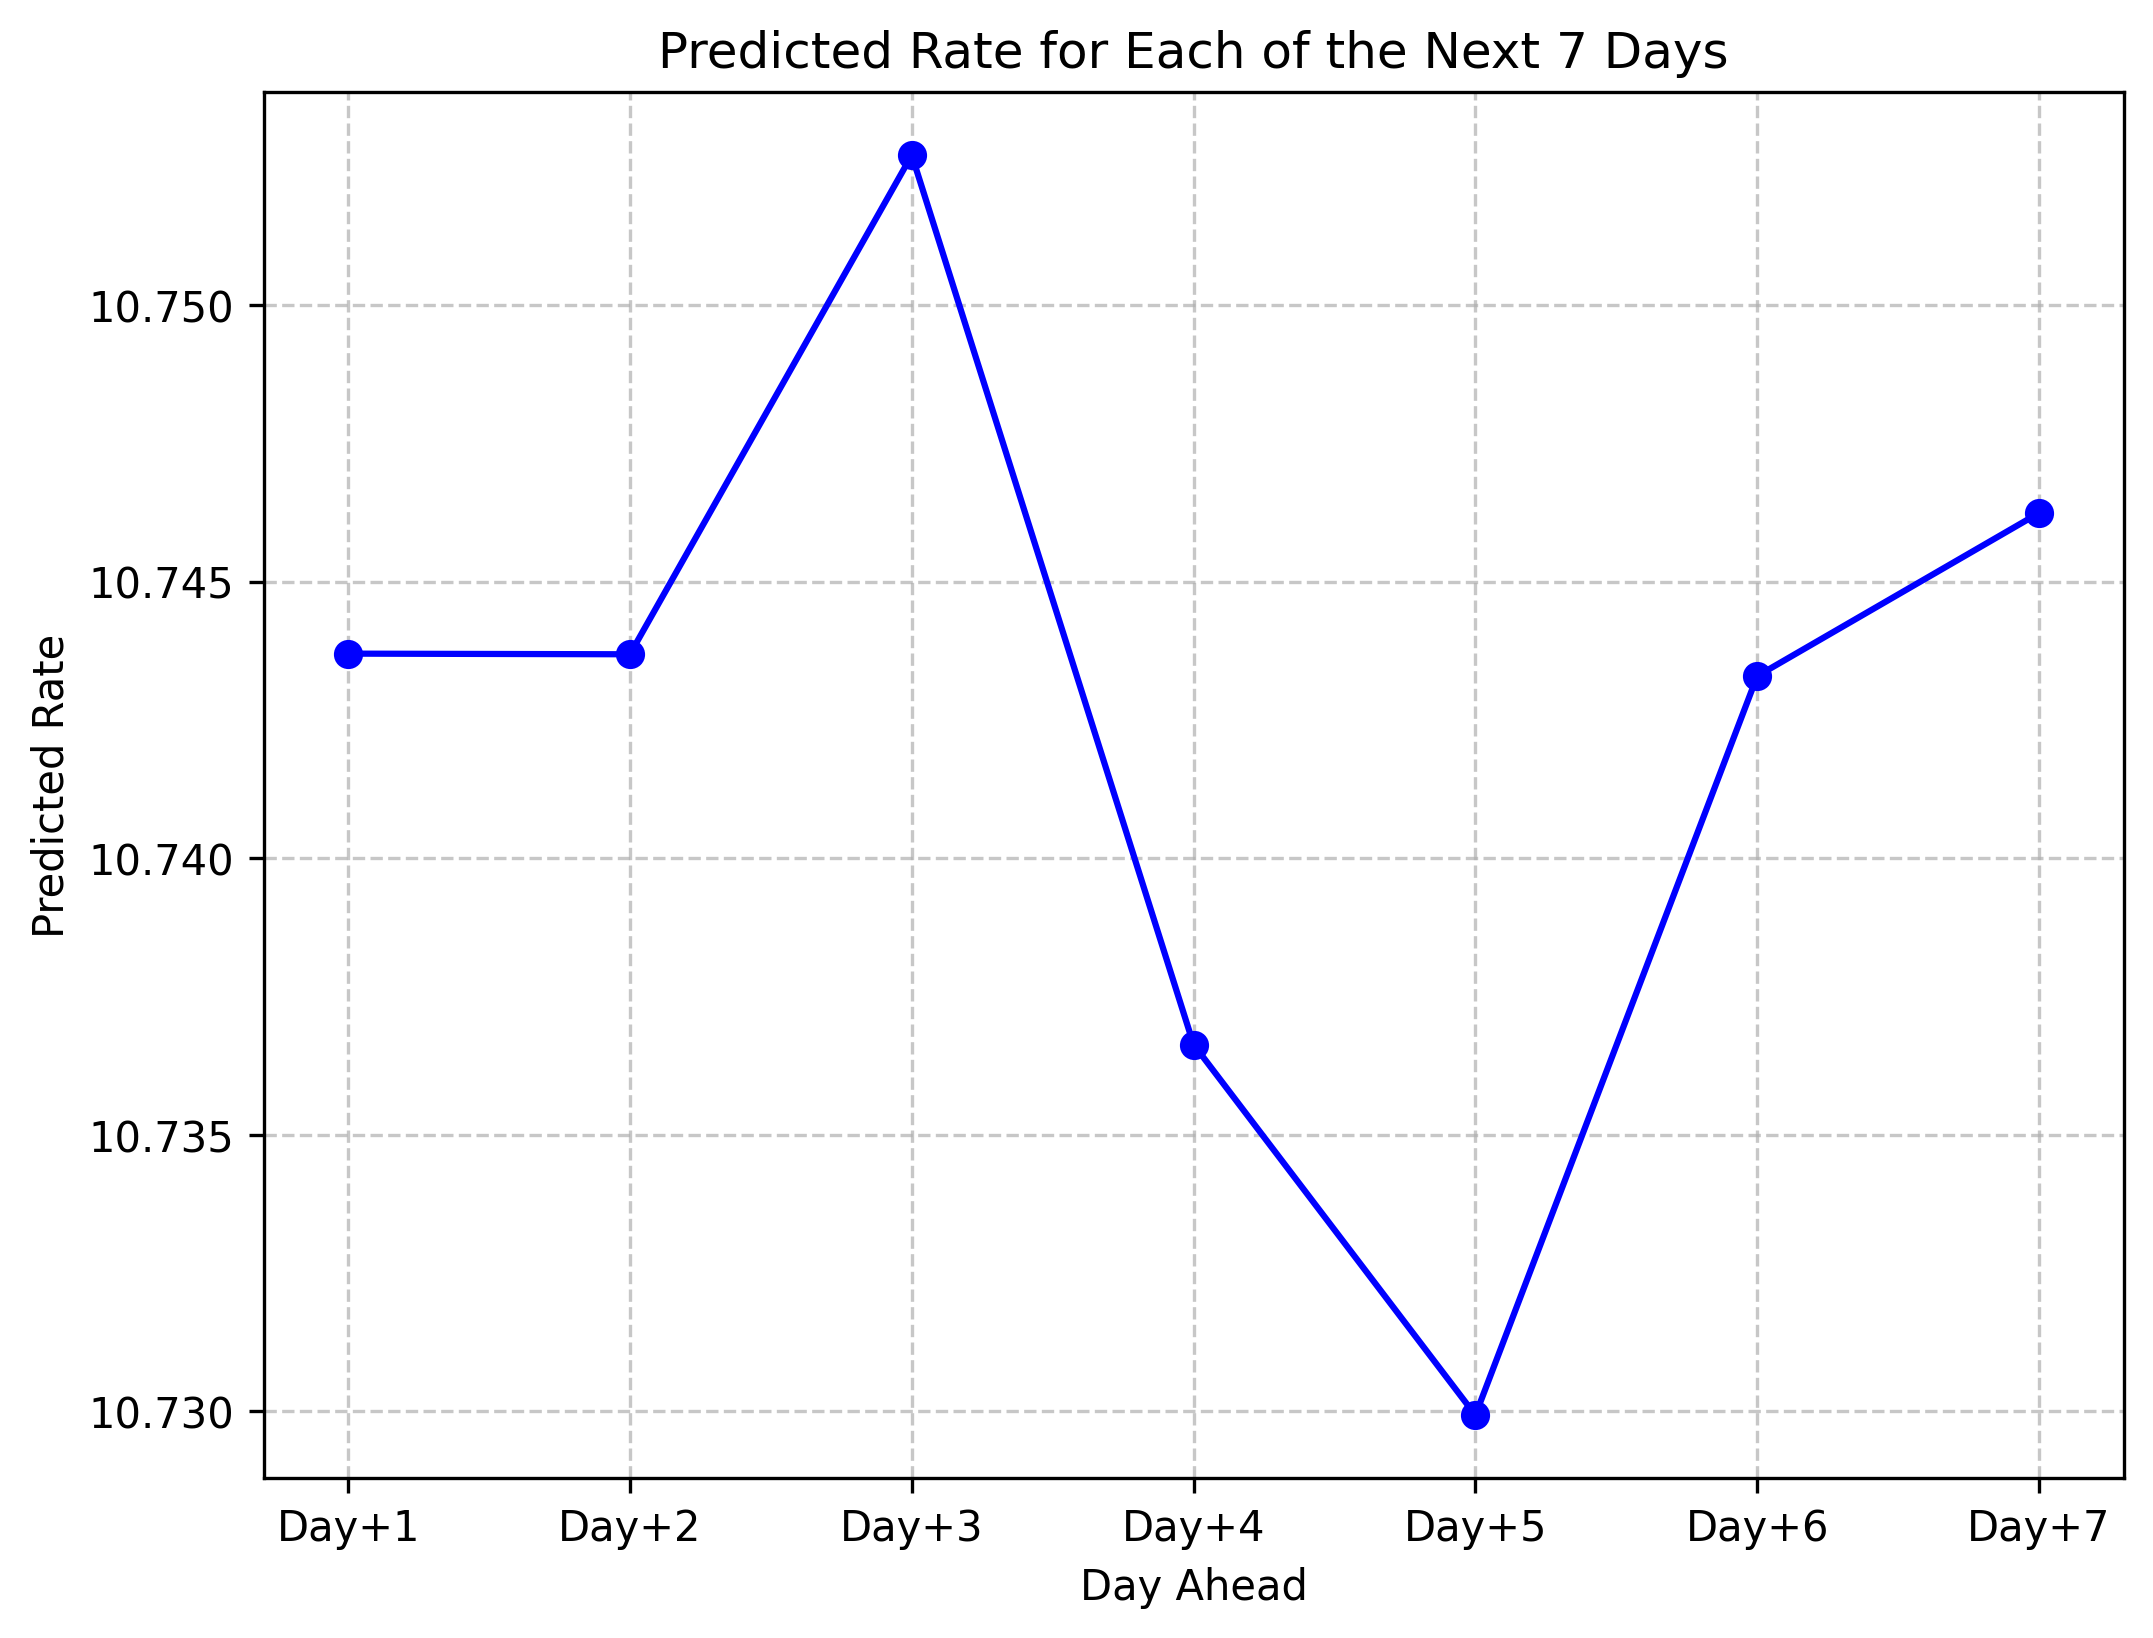 Predicted Rate for Each of the Next 7 Days
10.750
10.745
10.740
10.735
10.730
Predicted Rate
Day+1 Day+2 Day+3 Day+4 Day+5 Day+6 Day+7
Day Ahead